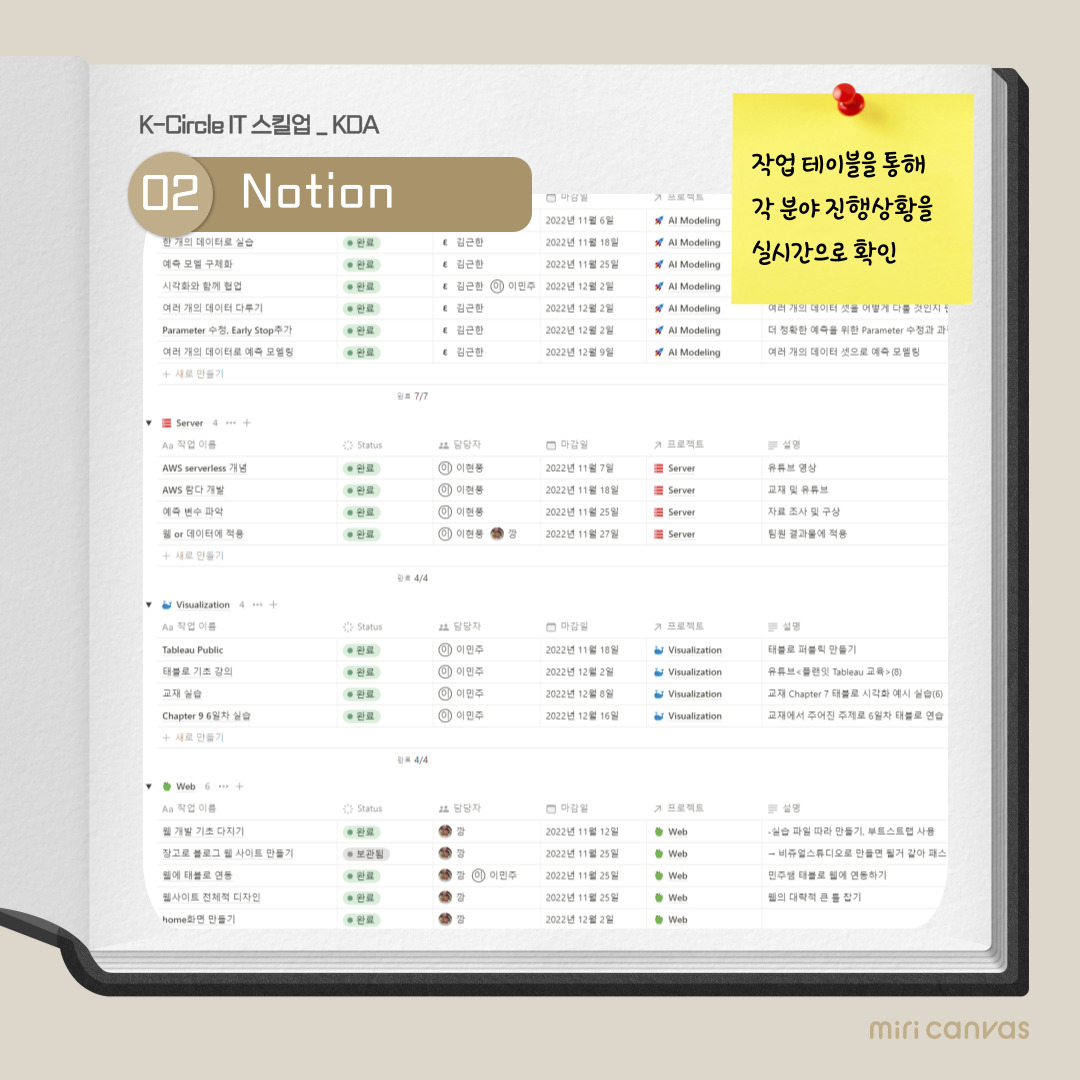 K-Circle IT 스킬업 _ KDA
02 Notion
작업 테이블을 통해
각 분야 진행상황을
실시간으로 확인
마감일 프로젝트
2022년 11월 6일 AI Modeling
한 개의 데이터로 실습 완료 ε 김근한 2022년 11월 18일 AI Modeling
예측 모델 구체화 완료 ε 김근한 2022년 11월 25일 AI Modeling
시각화와 함께 협업 완료 ε 김근한 이 이민주 2022년 12월 2일 AI Modeling
여러 개의 데이터 다루기 완료 ε 김근한 2022년 12월 2일 AI Modeling 여러 개의 데이터 셋을 어떻게 다룰 것인지
Parameter 수정, Early Stop추가 완료 ε 김근한 2022년 12월 2일 AI Modeling 더 정확한 예측을 위한 Parameter 수정과
여러 개의 데이터로 예측 모델링 완료 ε 김근한 2022년 12월 9일 AI Modeling 여러 개의 데이터 셋으로 예측 모델링
+ 새로 만들기
완료 7/7
▼ Server 4 ··· +
Aa 작업 이름 Status 담당자 마감일 프로젝트 설명
AWS serverless 개념 완료 이 이현풍 2022년 11월 7일 Server 유튜브 영상
AWS 람다 개발 완료 이 이현풍 2022년 11월 18일 Server 교재 및 유튜브
예측 변수 파악 완료 이 이현풍 2022년 11월 25일 Server 자료 조사 및 구상
웹 or 데이터에 적용 완료 이 이현풍 깡 2022년 11월 27일 Server 팀원 결과물에 적용
+ 새로 만들기
완료 4/4
▼ Visualization 4 ··· +
Aa 작업 이름 Status 담당자 마감일 프로젝트 설명
Tableau Public 완료 이 이민주 2022년 11월 18일 Visualization 태블로 퍼블릭 만들기
태블로 기초 강의 완료 이 이민주 2022년 12월 2일 Visualization 유튜브<플랜잇 Tableau 교육>(8)
교재 실습 완료 이 이민주 2022년 12월 8일 Visualization 교재 Chapter 7 태블로 시각화 예시 실습(6)
Chapter 9 6일차 실습 완료 이 이민주 2022년 12월 16일 Visualization 교재에서 주어진 주제로 6일차 태블로 연습
+ 새로 만들기
완료 4/4
▼ Web 6 ··· +
Aa 작업 이름 Status 담당자 마감일 프로젝트 설명
웹 개발 기초 다지기 완료 깡 2022년 11월 12일 Web -실습 파일 따라 만들기, 부트스트랩 사용
장고로 블로그 웹 사이트 만들기 보관됨 깡 2022년 11월 25일 Web → 비쥬얼스튜디오로 만들면 될거 같아 패스
웹에 태블로 연동 완료 깡 이 이민주 2022년 11월 25일 Web 민주쌤 태블로 웹에 연동하기
웹사이트 전체적 디자인 완료 깡 2022년 11월 25일 Web 웹의 대략적 큰 틀 잡기
home화면 만들기 완료 깡 2022년 12월 2일 Web
miri canvas